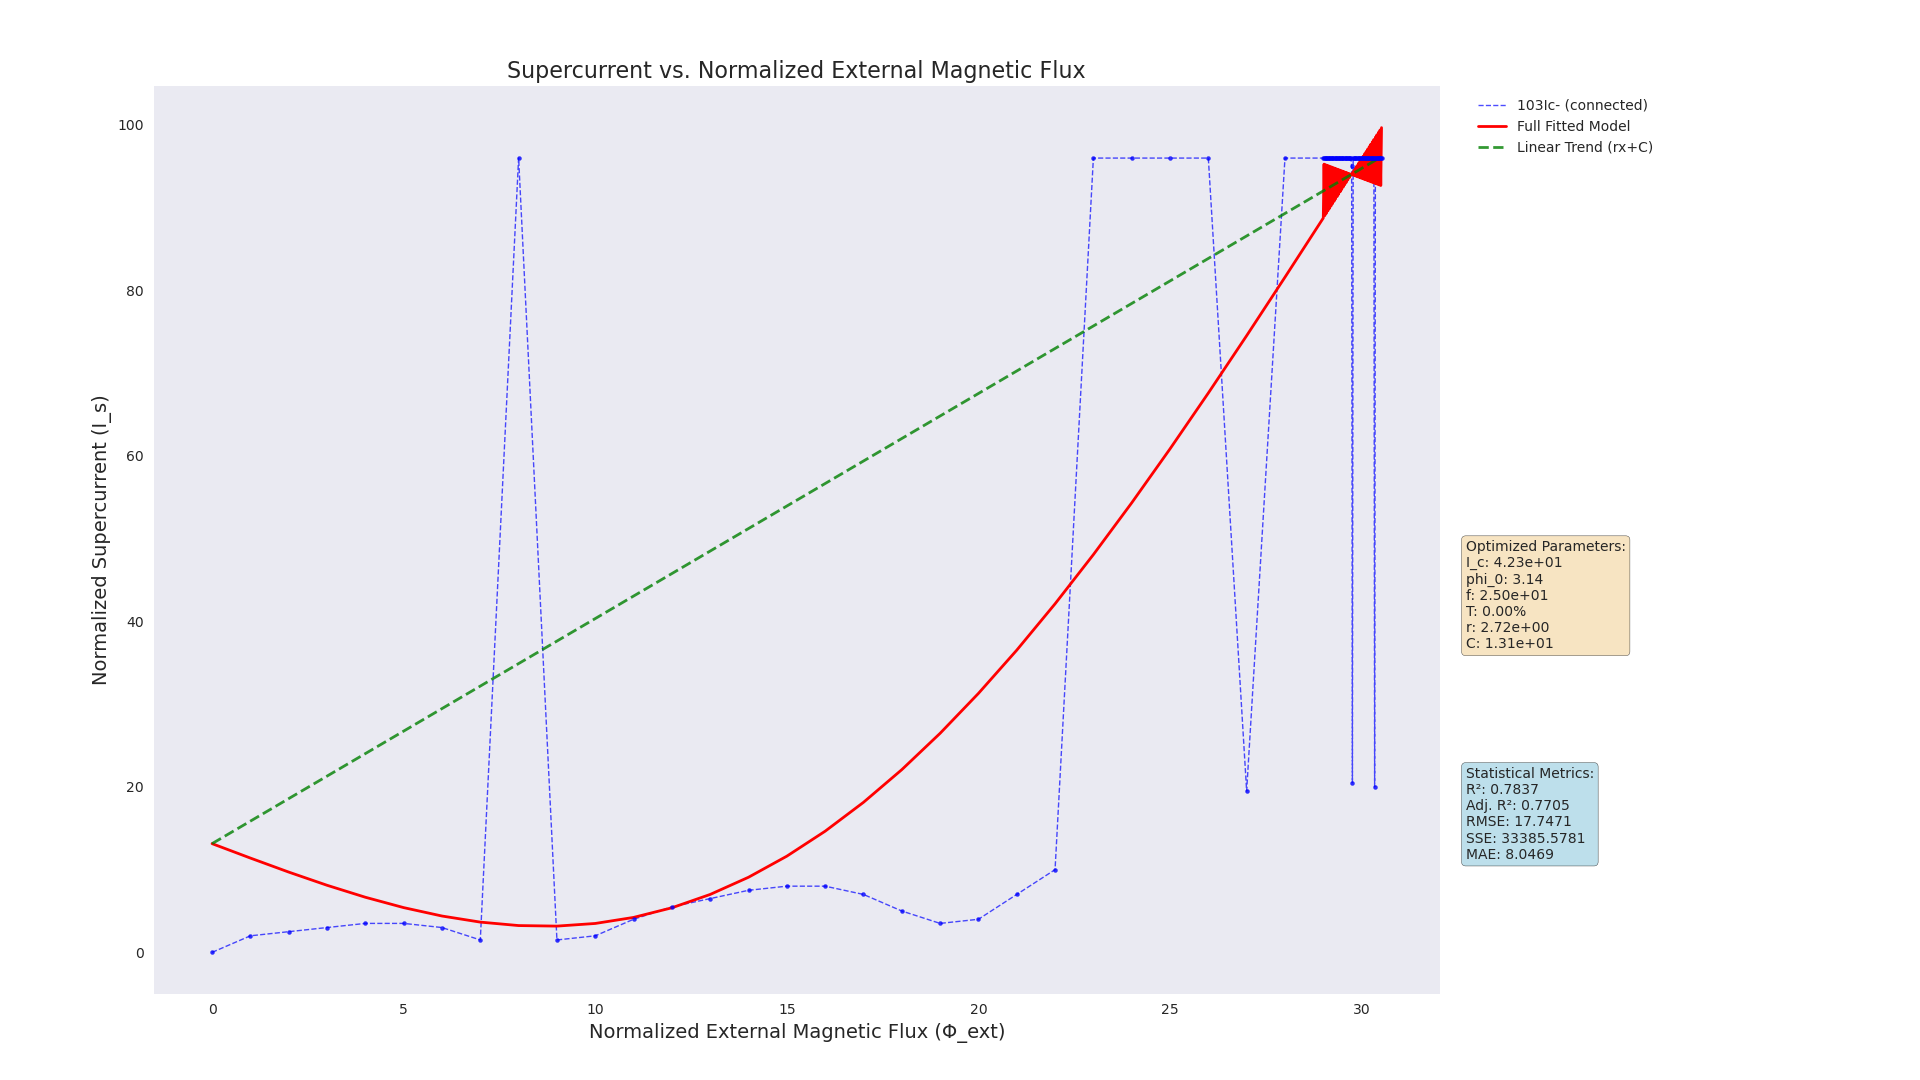 Supercurrent vs. Normalized External Magnetic Flux
100
80
60
40
20
0
Normalized Supercurrent (I_s)
0 5 10 15 20 25 30
Normalized External Magnetic Flux (Φ_ext)
103Ic- (connected)
Full Fitted Model
Linear Trend (rx+C)
Optimized Parameters:
I_c: 4.23e+01
phi_0: 3.14
f: 2.50e+01
T: 0.00%
r: 2.72e+00
C: 1.31e+01
Statistical Metrics:
R²: 0.7837
Adj. R²: 0.7705
RMSE: 17.7471
SSE: 33385.5781
MAE: 8.0469